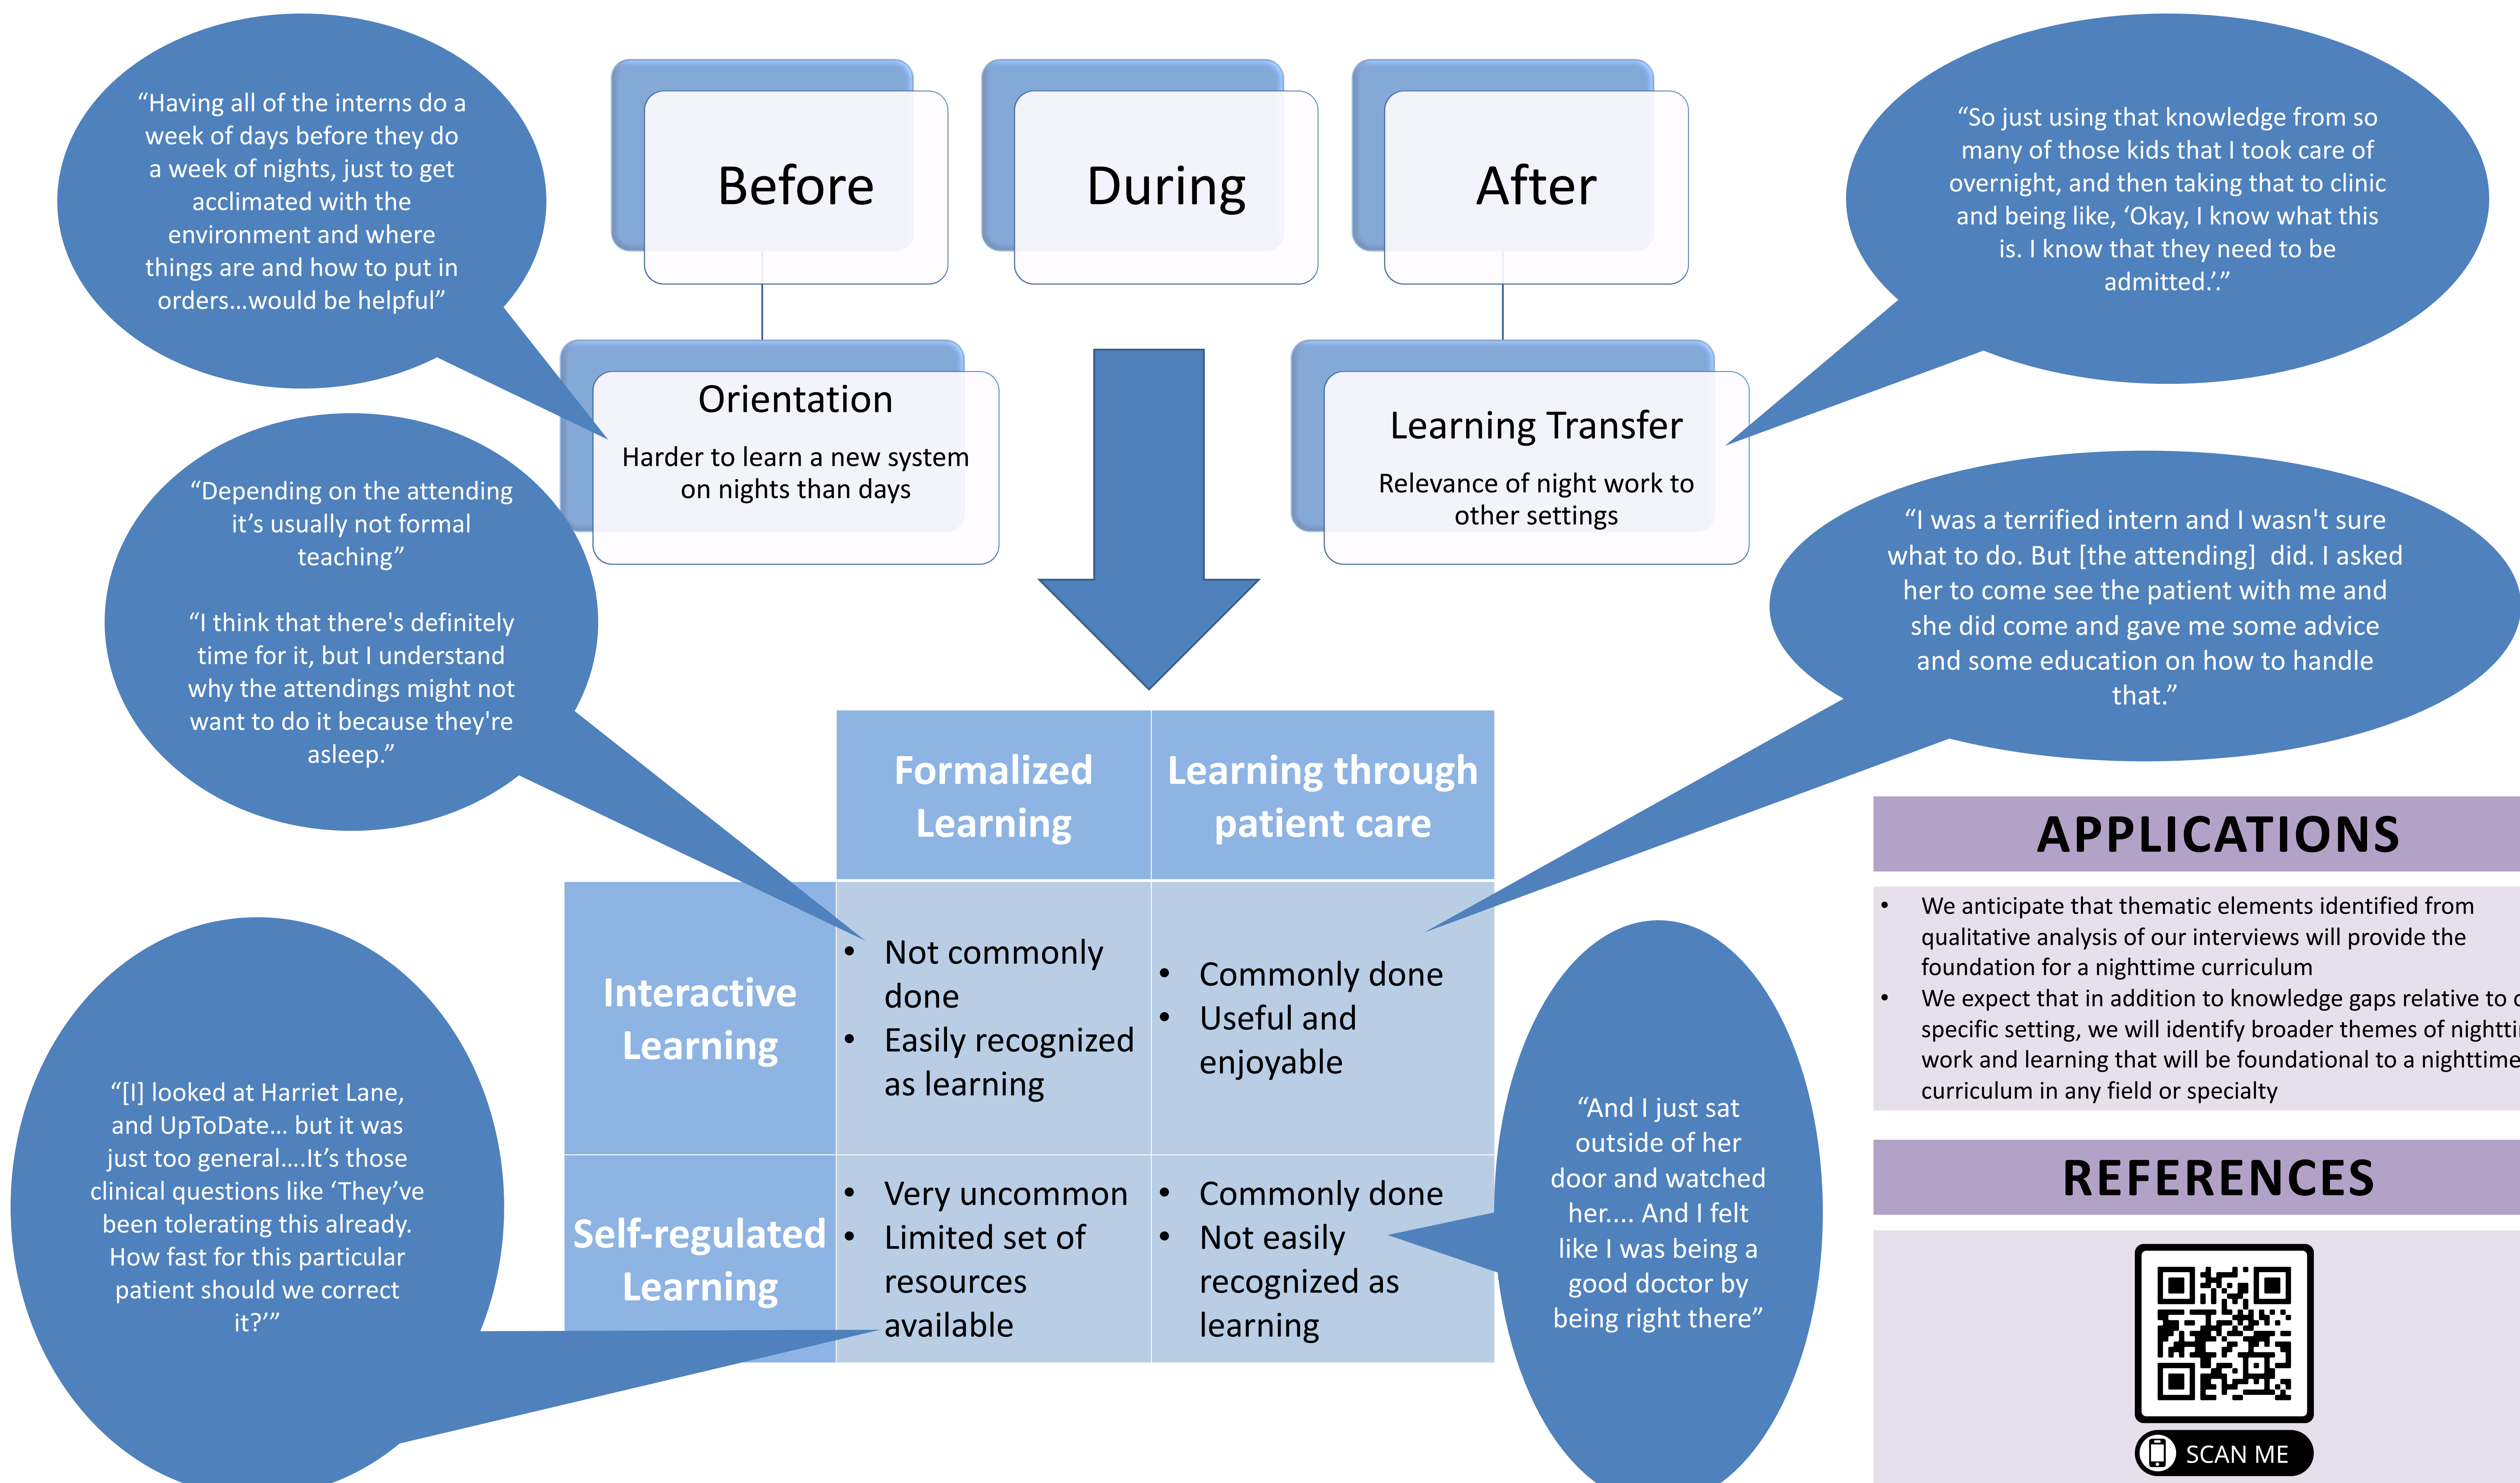 “Having all of the interns do a
week of days before they do
a week of nights, just to get
acclimated with the
environment and where
things are and how to put in
orders…would be helpful”
Before
During
After
“So just using that knowledge from so
many of those kids that I took care of
overnight, and then taking that to clinic
and being like, ‘Okay, I know what this
is. I know that they need to be
admitted.’.”
Orientation
Harder to learn a new system
on nights than days
Learning Transfer
Relevance of night work to
other settings
“Depending on the attending
it’s usually not formal
teaching”
“I think that there's definitely
time for it, but I understand
why the attendings might not
want to do it because they're
asleep.”
“I was a terrified intern and I wasn't sure
what to do. But [the attending] did. I asked
her to come see the patient with me and
she did come and gave me some advice
and some education on how to handle
that.”
Formalized
Learning
Learning through
patient care
Interactive
Learning
• Not commonly
done
• Easily recognized
as learning
• Commonly done
• Useful and
enjoyable
Self-regulated
Learning
• Very uncommon
• Limited set of
resources
available
• Commonly done
• Not easily
recognized as
learning
“[I] looked at Harriet Lane,
and UpToDate… but it was
just too general….It’s those
clinical questions like ‘They’ve
been tolerating this already.
How fast for this particular
patient should we correct
it?’”
“And I just sat
outside of her
door and watched
her.... And I felt
like I was being a
good doctor by
being right there”
APPLICATIONS
• We anticipate that thematic elements identified from
qualitative analysis of our interviews will provide the
foundation for a nighttime curriculum
• We expect that in addition to knowledge gaps relative to
specific setting, we will identify broader themes of
work and learning that will be foundational to a nighttime
curriculum in any field or specialty
REFERENCES
SCAN ME